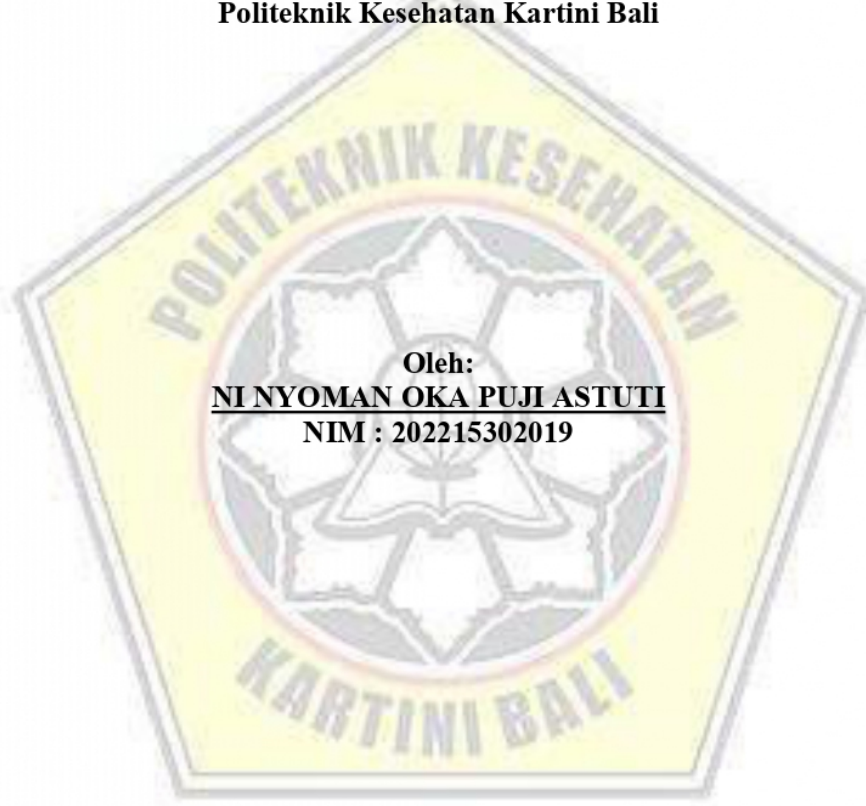 Politeknik Kesehatan Kartini Bali
POLITEKNIK KESEHATAN
Oleh:
NI NYOMAN OKA PUJI ASTUTI
NIM : 202215302019
KARTINI BALI